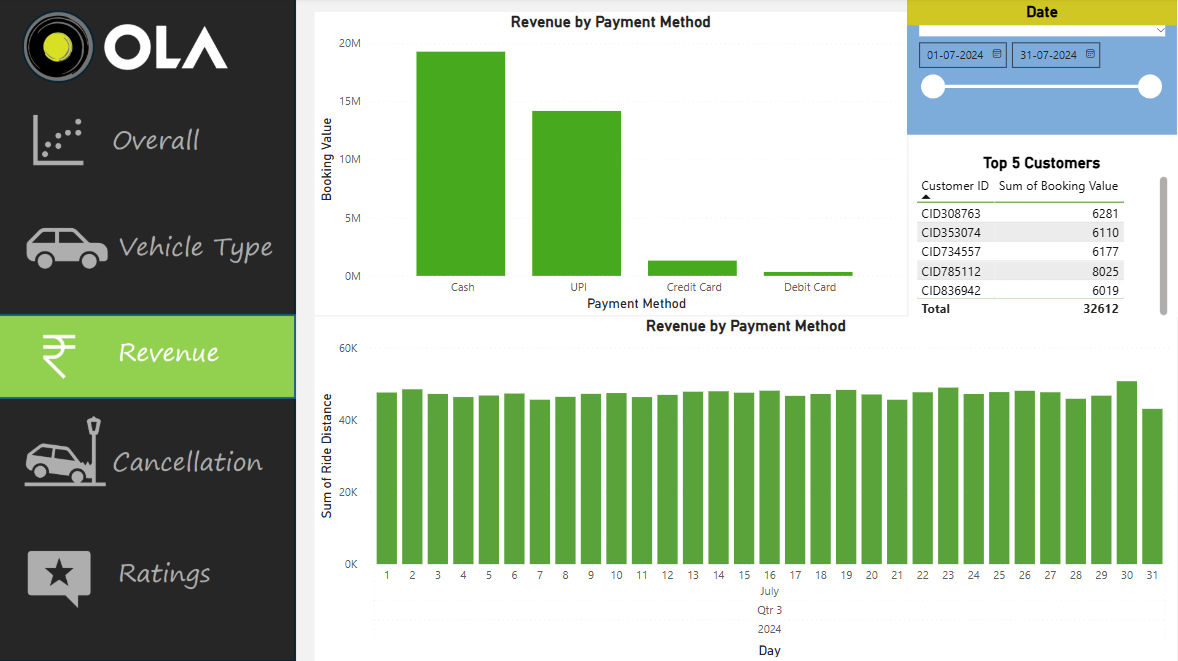 OLA
Overall
Vehicle Type
Revenue
Cancellation
Ratings
Revenue by Payment Method
20M
15M
10M
5M
0M
Booking Value
Cash UPI Credit Card Debit Card
Payment Method
Date
01-07-2024 31-07-2024
Top 5 Customers
Customer ID Sum of Booking Value
CID308763 6281
CID353074 6110
CID734557 6177
CID785112 8025
CID836942 6019
Total 32612
Revenue by Payment Method
60K
40K
20K
0K
Sum of Ride Distance
1 2 3 4 5 6 7 8 9 10 11 12 13 14 15 16 17 18 19 20 21 22 23 24 25 26 27 28 29 30 31
July
Qtr 3
2024
Day